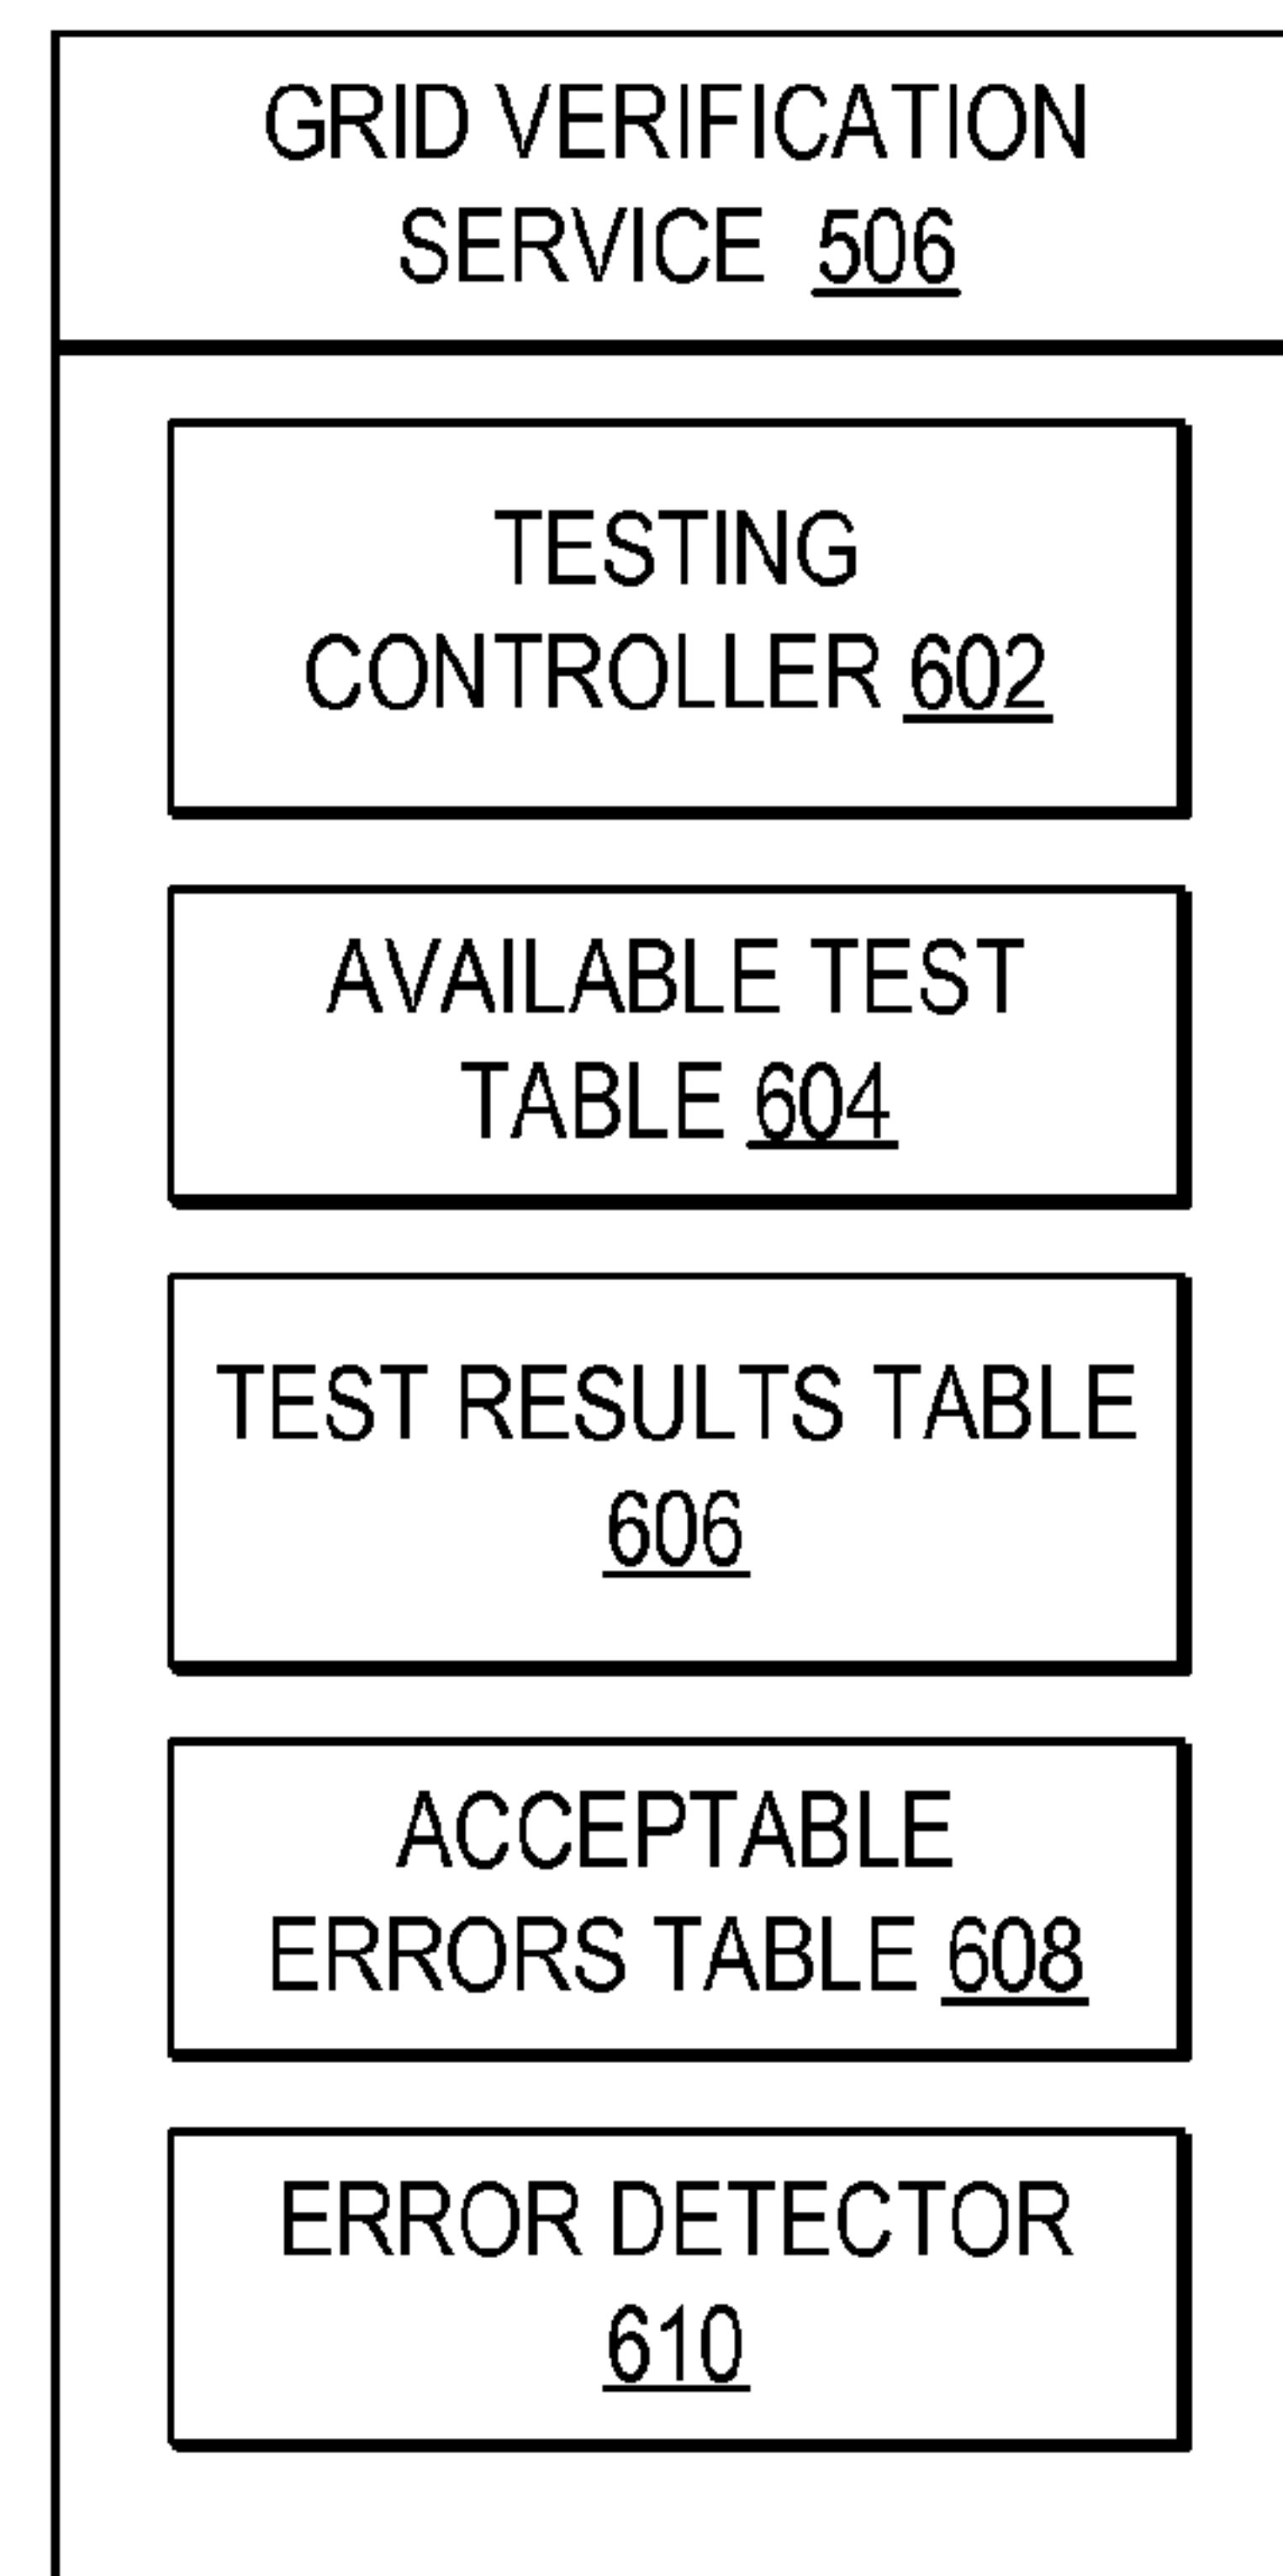 GRID VERIFICATION
SERVICE 506
TESTING
CONTROLLER 602
AVAILABLE TEST
TABLE 604
TEST RESULTS TABLE
606
ACCEPTABLE
ERRORS TABLE 608
ERROR DETECTOR
610